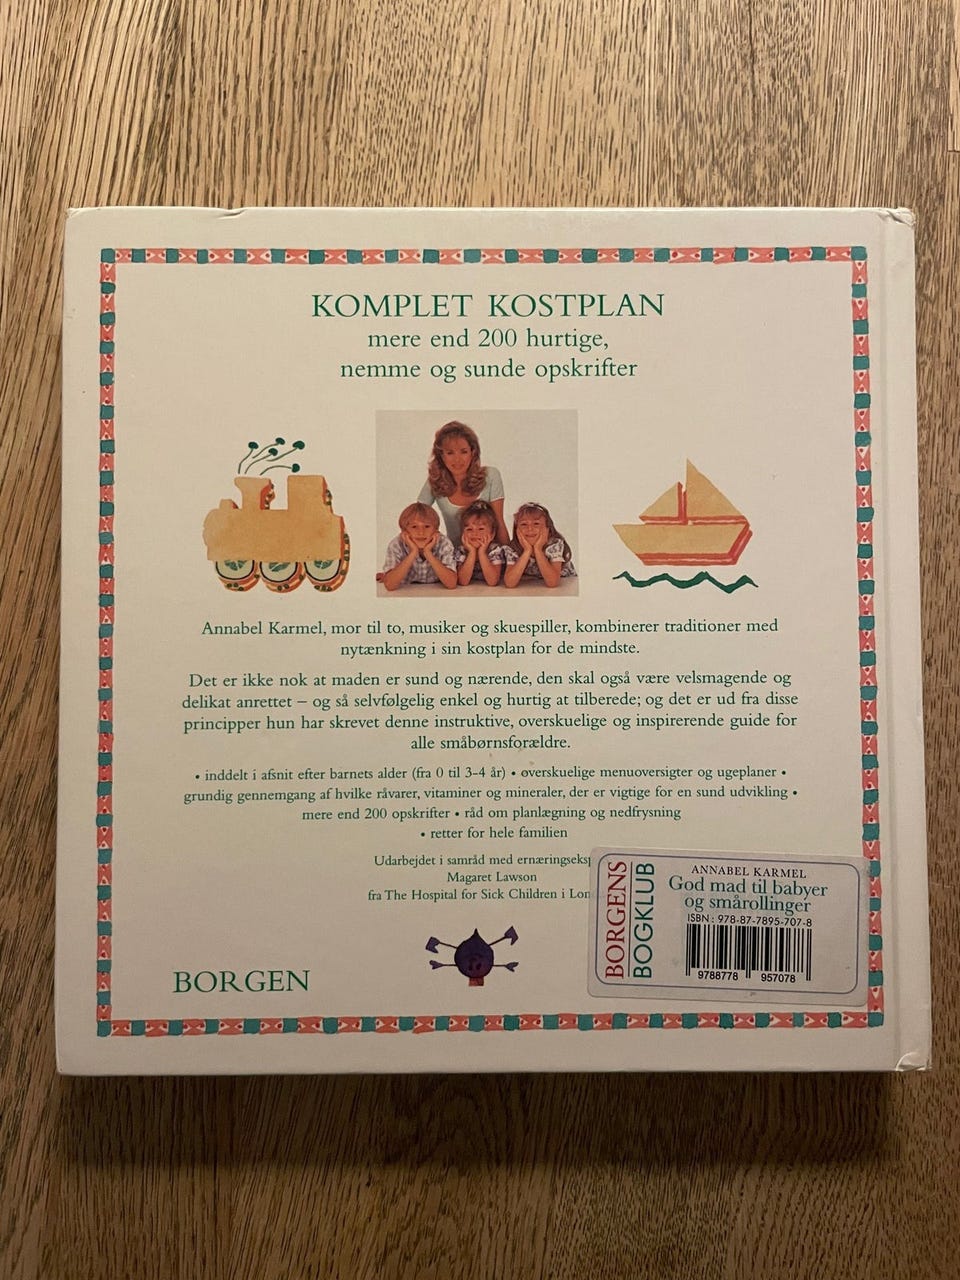 KOMPLET KOSTPLAN
mere end 200 hurtige,
nemme og sunde opskrifter
Annabel Karmel, mor til to, musiker og skuespiller, kombinerer traditioner med
nytænkning i sin kostplan for de mindste.
Det er ikke nok at maden er sund og nærende, den skal også være velsmagende og
delikat anrettet – og så selvfølgelig enkel og hurtig at tilberede; og det er ud fra disse
principper hun har skrevet denne instruktive, overskuelige og inspirerende guide for
alle småbørnsforældre.
• inddelt i afsnit efter barnets alder (fra 0 til 3-4 år) • overskuelige menuoversigter og ugeplaner •
grundig gennemgang af hvilke råvarer, vitaminer og mineraler, der er vigtige for en sund udvikling •
mere end 200 opskrifter • råd om planlægning og nedfrysning
• retter for hele familien
Udarbejdet i samråd med ernæringseksp
Magaret Lawson
fra The Hospital for Sick Children i Lon
BORGEN
BORGENS
BOGKLUB
ANNABEL KARMEL
God mad til babyer
og smårollinger
ISBN: 978-87-7895-707-8
9788778 957078